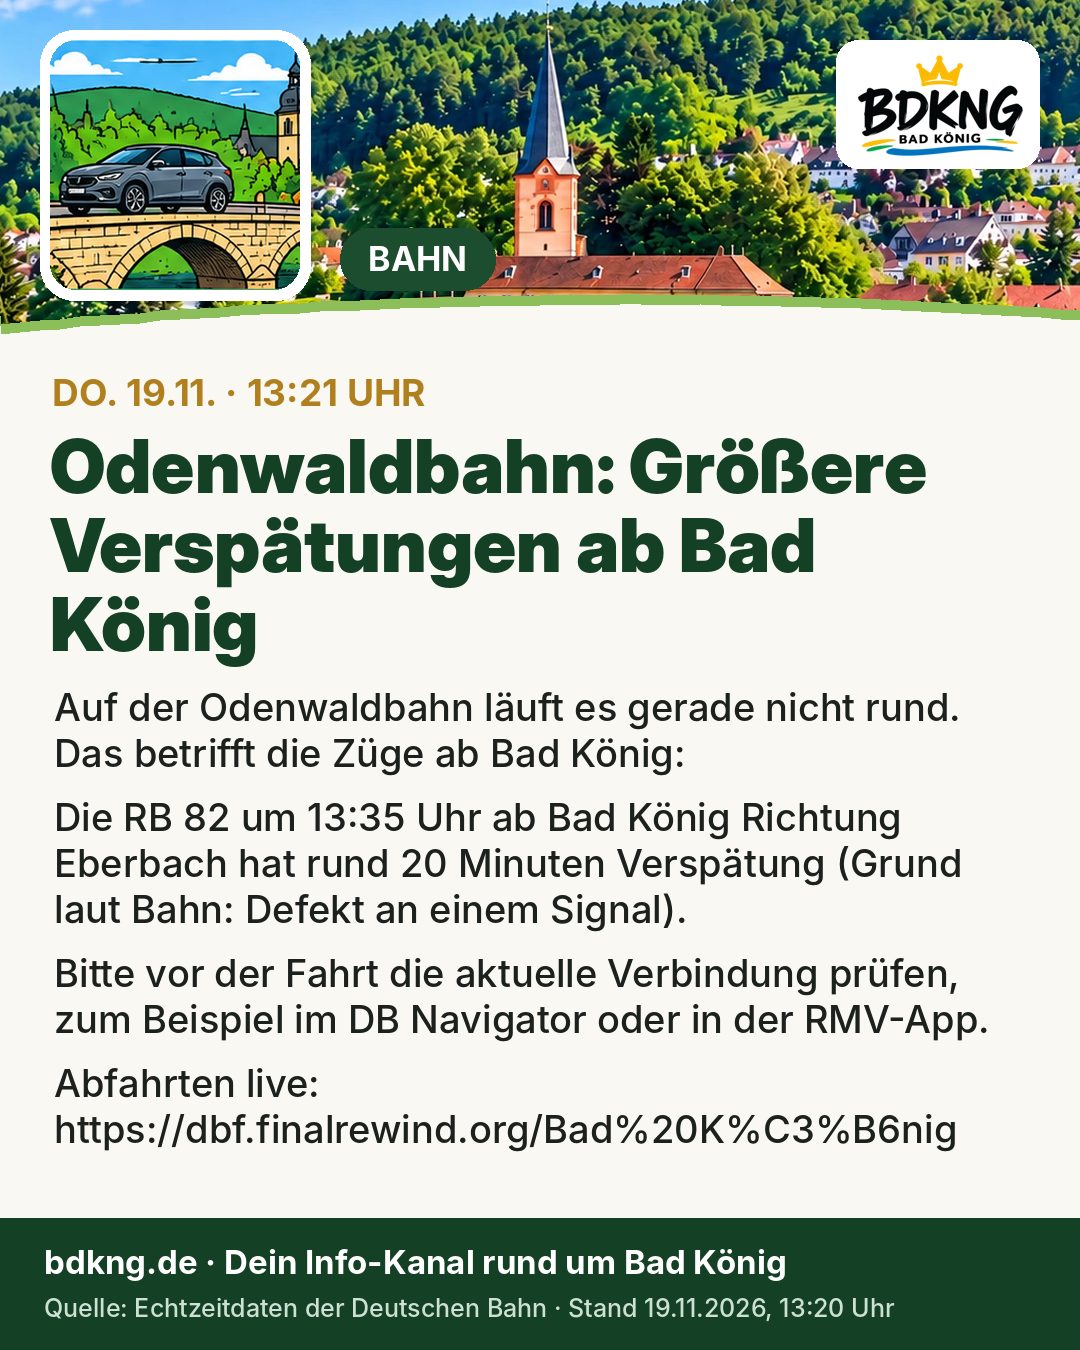 BDKNG
BAD KÖNIG
BAHN
DO. 19.11. · 13:21 UHR
Odenwaldbahn: Größere
Verspätungen ab Bad
König
Auf der Odenwaldbahn läuft es gerade nicht rund.
Das betrifft die Züge ab Bad König:
Die RB 82 um 13:35 Uhr ab Bad König Richtung
Eberbach hat rund 20 Minuten Verspätung (Grund
laut Bahn: Defekt an einem Signal).
Bitte vor der Fahrt die aktuelle Verbindung prüfen,
zum Beispiel im DB Navigator oder in der RMV-App.
Abfahrten live:
https://dbf.finalrewind.org/Bad%20K%C3%B6nig
bdkng.de · Dein Info-Kanal rund um Bad König
Quelle: Echtzeitdaten der Deutschen Bahn · Stand 19.11.2026, 13:20 Uhr